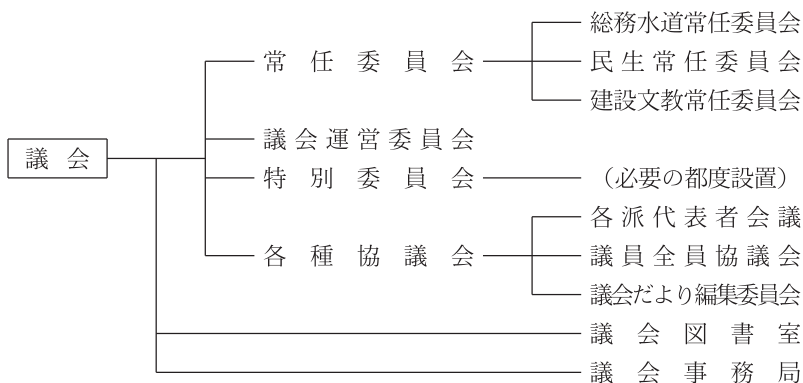 議会
常任委員会
総務水道常任委員会
民生常任委員会
建設文教常任委員会
議会運営委員会
特別委員会
（必要の都度設置）
各種協議会
各派代表者会議
議員全員協議会
議会だより編集委員会
議会図書室
議会事務局